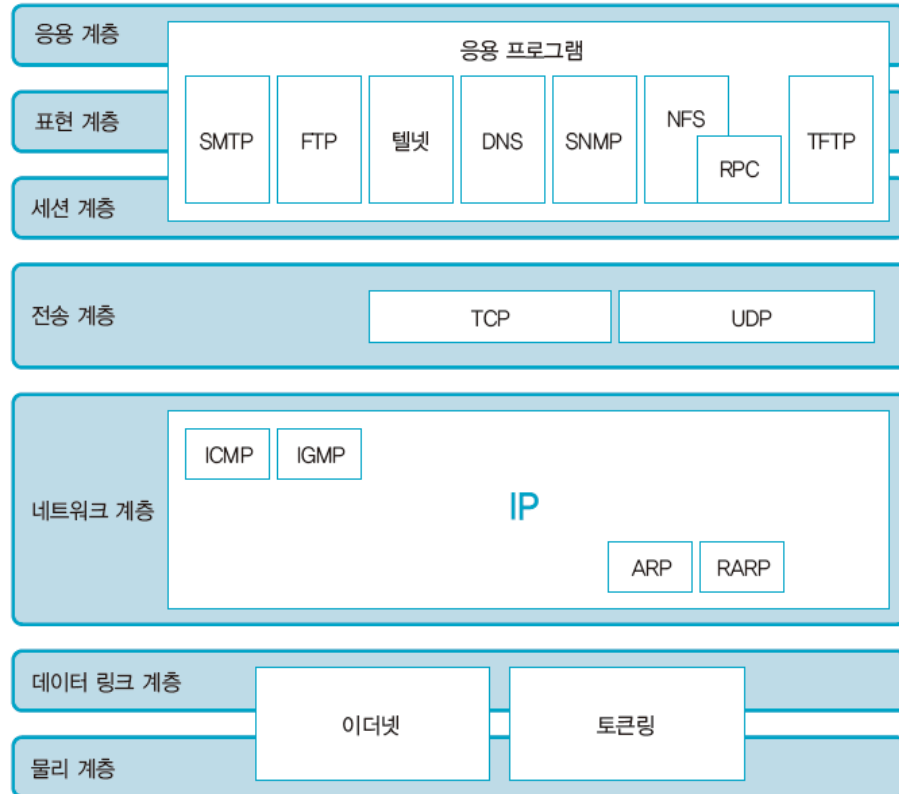 응용 계층
응용 프로그램
표현 계층
SMTP FTP 텔넷 DNS SNMP NFS RPC TFTP
세션 계층
전송 계층
TCP UDP
네트워크 계층
ICMP IGMP
IP
ARP RARP
데이터 링크 계층
이더넷 토큰링
물리 계층